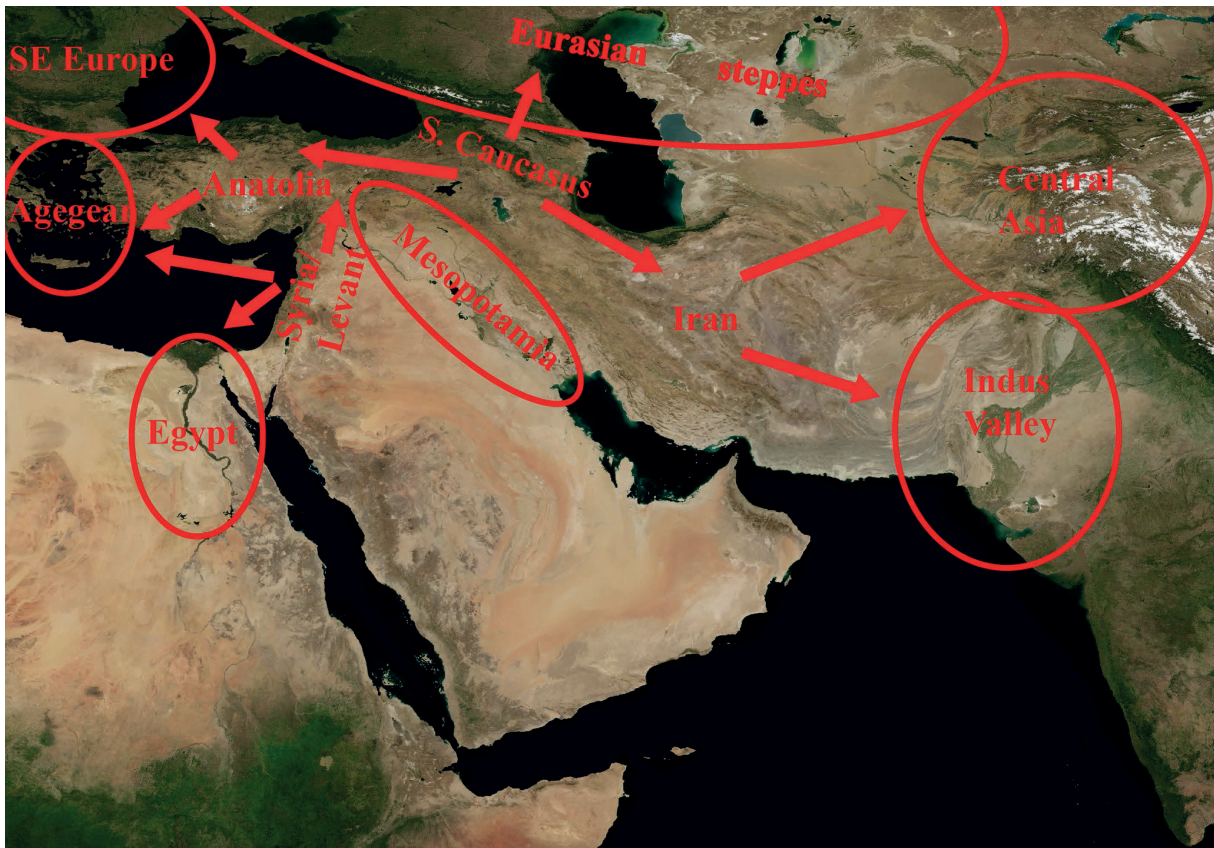 SE Europe
Eurasian
steppes
S. Caucasus
Anatolia
Agegean
Central
Asia
Syria/
Levant
Mesopotamia
Iran
Indus
Valley
Egypt